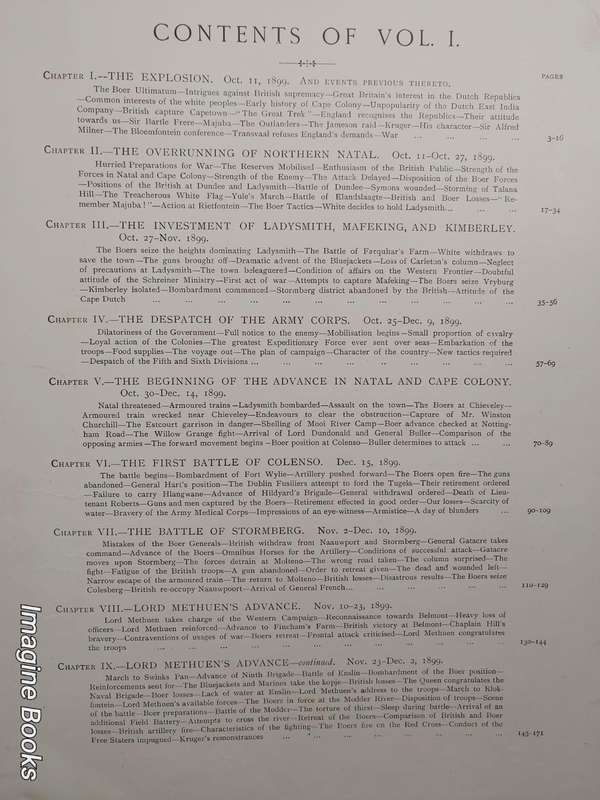 CONTENTS OF VOL. I.
PAGES
CHAPTER I.—THE EXPLOSION. Oct. 11, 1899. AND EVENTS PREVIOUS THERETO.
The Boer Ultimatum—Intrigues against British supremacy—Great Britain's interest in the Dutch Republics
—Common interests of the white peoples—Early history of Cape Colony—Unpopularity of the Dutch East India
Company—British capture Capetown—"The Great Trek"—England recognises the Republics—Their attitude
towards us—Sir Bartle Frere—Majuba—The Outlanders—The Jameson raid—Kruger—His character—Sir Alfred
Milner—The Bloemfontein conference—Transvaal refuses England's demands—War ... ... ... ... 3-16
CHAPTER II.—THE OVERRUNNING OF NORTHERN NATAL. Oct. 11-Oct. 27, 1899.
Hurried Preparations for War—The Reserves Mobilised—Enthusiasm of the British Public—Strength of the
Forces in Natal and Cape Colony—Strength of the Enemy—The Attack Delayed—Disposition of the Boer Forces
—Positions of the British at Dundee and Ladysmith—Battle of Dundee—Symons wounded—Storming of Talana
Hill—The Treacherous White Flag—Yule's March—Battle of Elandslaagte—British and Boer Losses—"Re-
member Majuba!"—Action at Rietfontein—The Boer Tactics—White decides to hold Ladysmith... ... ... 17-34
CHAPTER III.—THE INVESTMENT OF LADYSMITH, MAFEKING, AND KIMBERLEY.
Oct. 27-Nov. 1899.
The Boers seize the heights dominating Ladysmith—The Battle of Farquhar's Farm—White withdraws to
save the town—The guns brought off—Dramatic advent of the Bluejackets—Loss of Carleton's column—Neglect
of precautions at Ladysmith—The town beleaguered—Condition of affairs on the Western Frontier—Doubtful
attitude of the Schreiner Ministry—First act of war—Attempts to capture Mafeking—The Boers seize Vryburg
—Kimberley Isolated—Bombardment commenced—Stormberg district abandoned by the British—Attitude of the
Cape Dutch ... ... ... ... ... ... ... ... ... ... ... ... 35-56
CHAPTER IV.—THE DESPATCH OF THE ARMY CORPS. Oct. 25-Dec. 9, 1899.
Dilatoriness of the Government—Full notice to the enemy—Mobilisation begins—Small proportion of cavalry
—Loyal action of the Colonies—The greatest Expeditionary Force ever sent over seas—Embarkation of the
troops—Food supplies—The voyage out—The plan of campaign—Character of the country—New tactics required
—Despatch of the Fifth and Sixth Divisions ... ... ... ... ... ... ... ... ... 57-69
CHAPTER V.—THE BEGINNING OF THE ADVANCE IN NATAL AND CAPE COLONY.
Oct. 30-Dec. 14, 1899.
Natal threatened—Armoured trains—Ladysmith bombarded—Assault on the town—The Boers at Chieveley—
Armoured train wrecked near Chieveley—Endeavours to clear the obstruction—Capture of Mr. Winston
Churchill—The Estcourt garrison in danger—Shelling of Mooi River Camp—Boer advance checked at Notting-
ham Road—The Willow Grange fight—Arrival of Lord Dundonald and General Buller—Comparison of the
opposing armies—The forward movement begins—Boer position at Colenso—Buller determines to attack ... ... 70-89
CHAPTER VI.—THE FIRST BATTLE OF COLENSO. Dec. 15, 1899.
The battle begins—Bombardment of Fort Wylie—Artillery pushed forward—The Boers open fire—The guns
abandoned—General Hart's position—The Dublin Fusiliers attempt to ford the Tugela—Their retirement ordered
—Failure to carry Hlangwane—Advance of Hildyard's Brigade—General withdrawal ordered—Death of Lieu-
tenant Roberts—Guns and men captured by the Boers—Retirement effected in good order—Our losses—Scarcity of
water—Bravery of the Army Medical Corps—Impressions of an eye-witness—Armistice—A day of blunders ... 90-109
CHAPTER VII.—THE BATTLE OF STORMBERG. Nov. 2-Dec. 10, 1899.
Mistakes of the Boer Generals—British withdraw from Naauwport and Stormberg—General Gatacre takes
command—Advance of the Boers—Omnibus Horses for the Artillery—Conditions of successful attack—Gatacre
moves upon Stormberg—The forces detrain at Molteno—The wrong road taken—The column surprised—The
fight—Fatigue of the British troops—A gun abandoned—Order to retreat given—The dead and wounded left—
Narrow escape of the armoured train—The return to Molteno—British losses—Disastrous results—The Boers seize
Colesberg—British re-occupy Naauwpoort—Arrival of General French... ... ... ... ... ... 110-129
CHAPTER VIII.—LORD METHUEN'S ADVANCE. Nov. 10-23, 1899.
Lord Methuen takes charge of the Western Campaign—Reconnaissance towards Belmont—Heavy loss of
officers—Lord Methuen reinforced—Advance to Fincham's Farm—British victory at Belmont—Chaplain Hill's
bravery—Contraventions of usages of war—Boers retreat—Frontal attack criticised—Lord Methuen congratulates
the troops ... ... ... ... ... ... ... ... ... ... ... ... 130-144
CHAPTER IX.—LORD METHUEN'S ADVANCE—continued. Nov. 23-Dec. 2, 1899.
March to Swinks Pan—Advance of Ninth Brigade—Battle of Enslin—Bombardment of the Boer position—
Reinforcements sent for—The Bluejackets and Marines take the kopje—British losses—The Queen congratulates the
Naval Brigade—Boer losses—Lack of water at Enslin—Lord Methuen's address to the troops—March to Klok-
fontein—Lord Methuen's available forces—The Boers in force at the Modder River—Disposition of troops—Scene
of the battle—Boer preparations—Battle of the Modder—The torture of thirst—Sleep during battle—Arrival of an
additional Field Battery—Attempts to cross the river—Retreat of the Boers—Comparison of British and Boer
losses—British artillery fire—Characteristics of the fighting—The Boers fire on the Red Cross—Conduct of the
Free Staters impugned—Kruger's remonstrances ... ... ... ... ... ... ... ... 145-171
Imagine Books